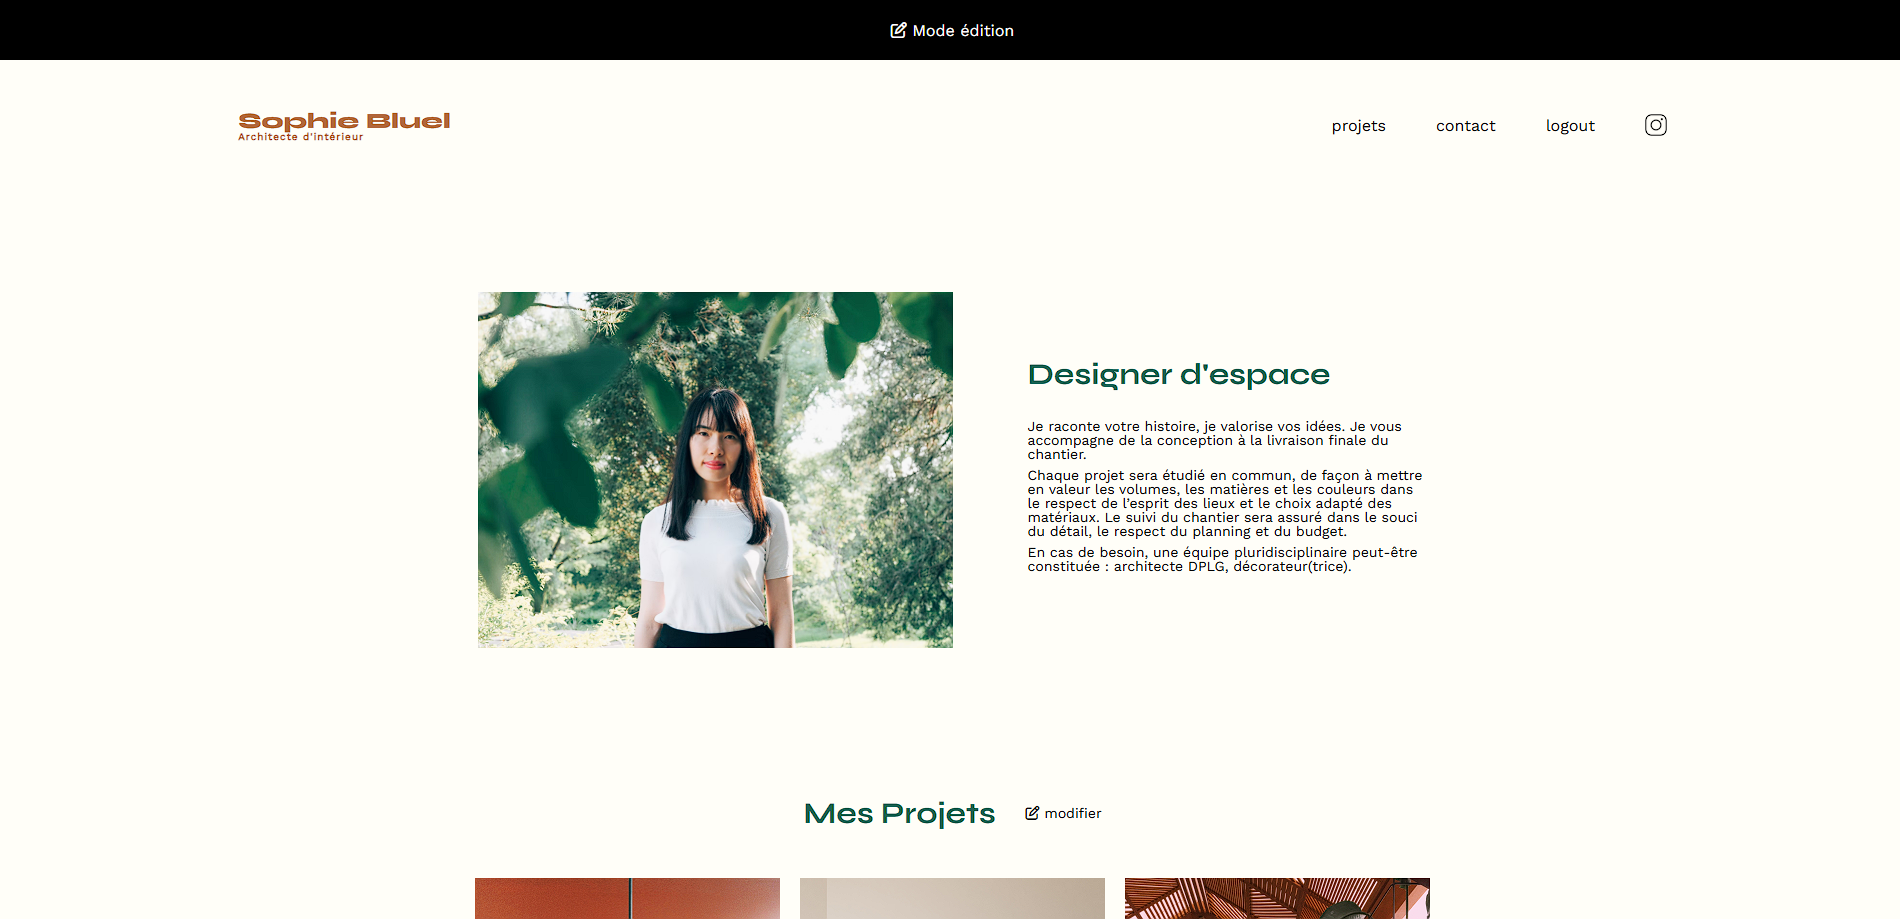 Mode édition
Sophie Bluel
Architecte d'intérieur
projets
contact
logout
Designer d'espace
Je raconte votre histoire, je valorise vos idées. Je vous
accompagne de la conception à la livraison finale du
chantier.
Chaque projet sera étudié en commun, de façon à mettre
en valeur les volumes, les matières et les couleurs dans
le respect de l’esprit des lieux et le choix adapté des
matériaux. Le suivi du chantier sera assuré dans le souci
du détail, le respect du planning et du budget.
En cas de besoin, une équipe pluridisciplinaire peut-être
constituée : architecte DPLG, décorateur(trice).
Mes Projets
modifier